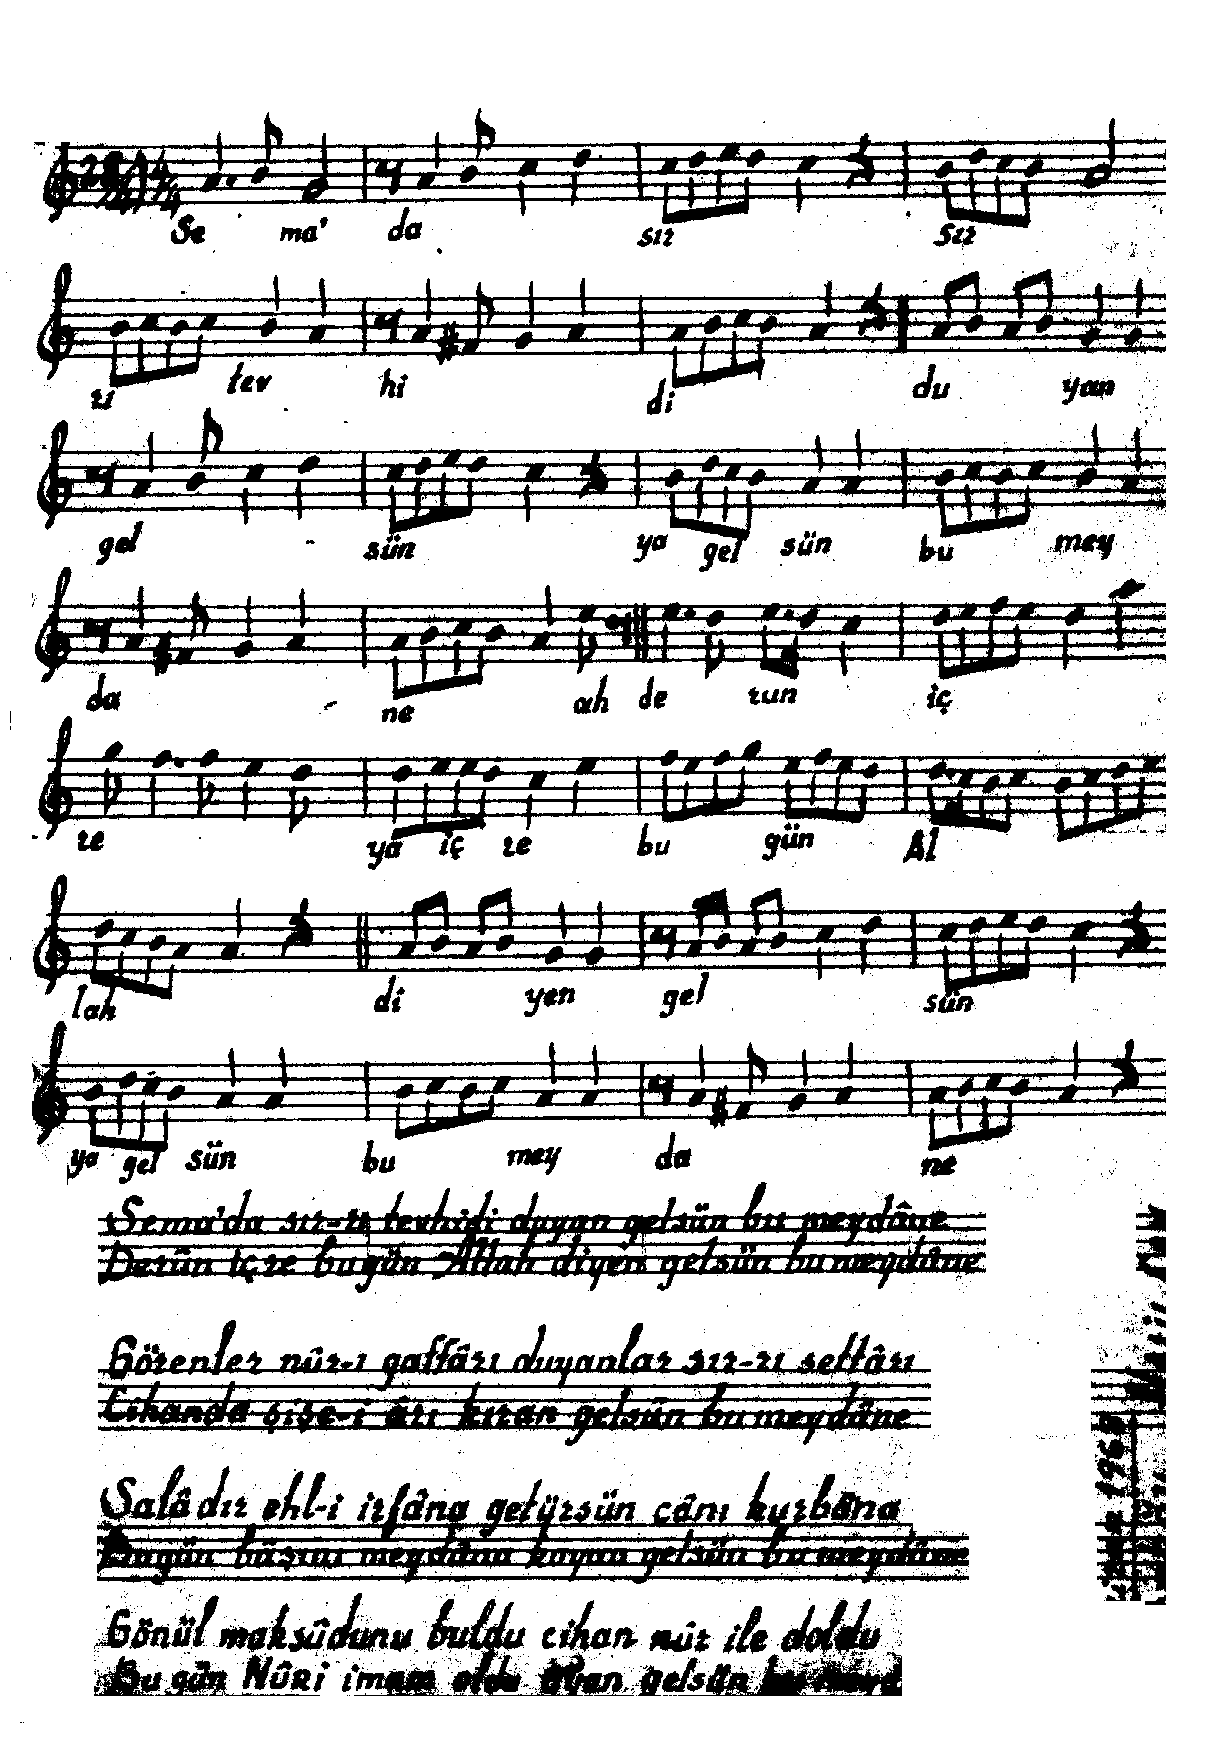 Se ma' da sır sır
rı tev hi di du yan
gel sün ya gel sün bu mey
da ne ah de run iç
re ya iç re bu gün Al
lah di yen gel sün
ya gel sün bu mey da ne
Sema'da sır-rı tevhidi duyan gelsün bu meydâne
Derûn içre bugün Allah diyen gelsün bu meydâne
Görenler nûr-ı gaffârı duyanlar sır-rı settârı
Cihanda şişe-i ârı kıran gelsün bu meydâne
Salâdır ehl-i irfâna getürsün cânı kurbâna
Bugün bâşını meydâna koyan gelsün bu meydâne
Gönül maksûdunu buldu cihan nûr ile doldu
Bu gün NÛRi imam oldu uyan gelsün bu